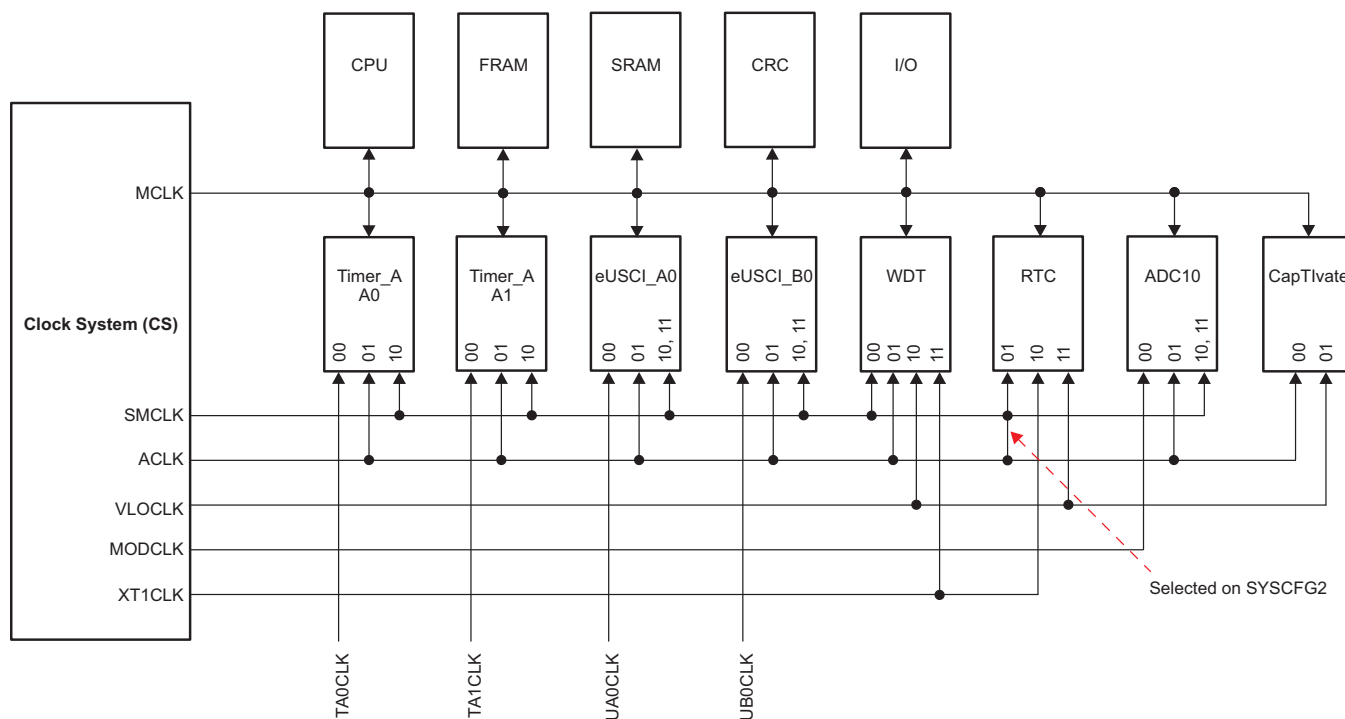 CPU
FRAM
SRAM
CRC
I/O
MCLK
Timer_A
A0
Timer_A
A1
eUSCI_A0
eUSCI_B0
WDT
RTC
ADC10
CapTIvate
Clock System (CS)
00
01
10
00
01
10
00
01
10, 11
00
01
10, 11
00
01
10
11
01
10
11
00
01
10, 11
00
01
SMCLK
ACLK
VLOCLK
MODCLK
XT1CLK
Selected on SYSCFG2
TA0CLK
TA1CLK
UA0CLK
UB0CLK